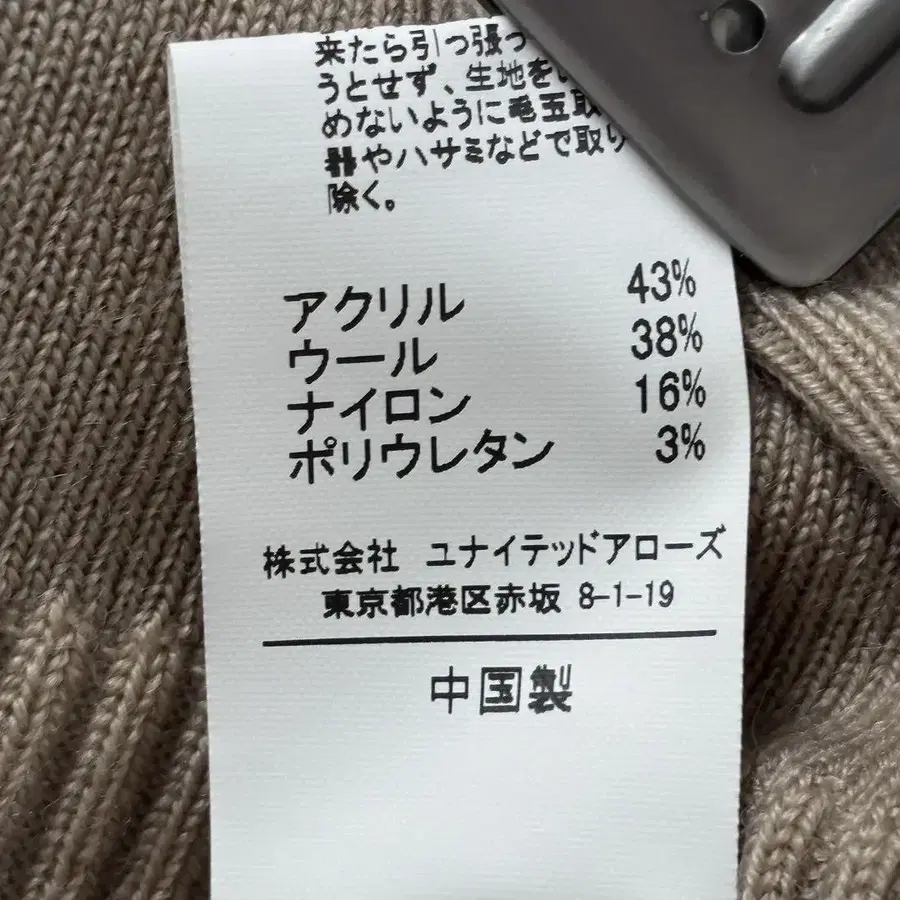 来たら引っ張っ
うとせず、生地を
めないように毛玉取
器やハサミなどで取り
除く。
アクリル 43%
ウール 38%
ナイロン 16%
ポリウレタン 3%
株式会社 ユナイテッドアローズ
東京都港区赤坂 8-1-19
中国製